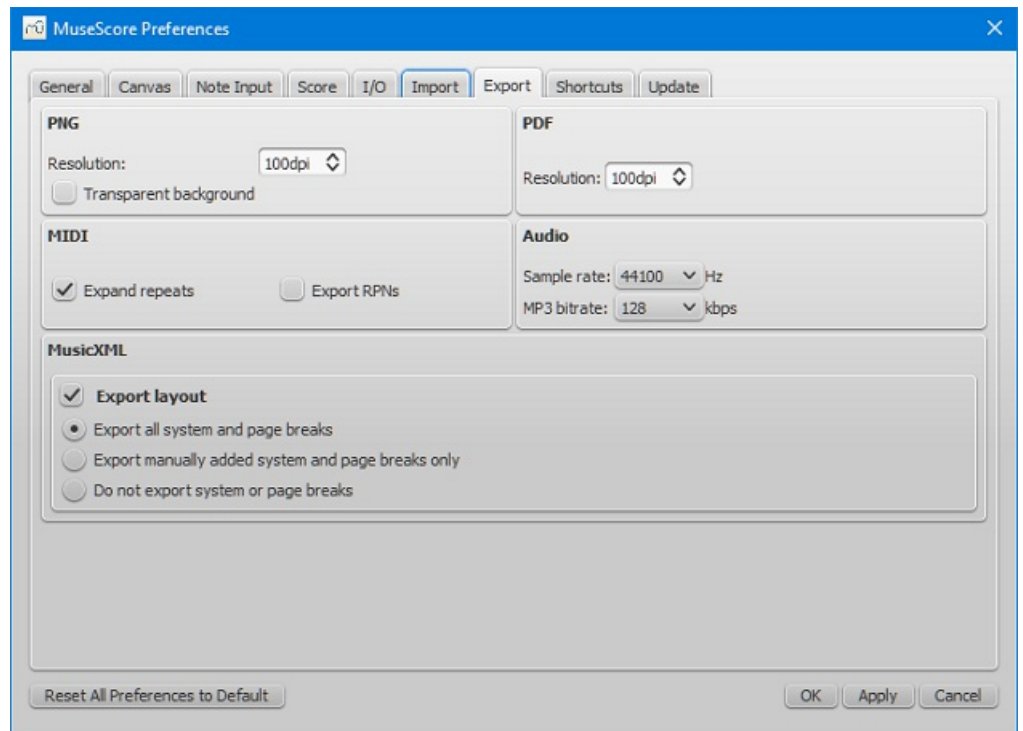 MuseScore Preferences
General Canvas Note Input Score I/O Import Export Shortcuts Update
PNG
Resolution: 100dpi
Transparent background
PDF
Resolution: 100dpi
MIDI
Expand repeats Export RPNs
Audio
Sample rate: 44100 Hz
MP3 bitrate: 128 kbps
MusicXML
Export layout
Export all system and page breaks
Export manually added system and page breaks only
Do not export system or page breaks
Reset All Preferences to Default OK Apply Cancel